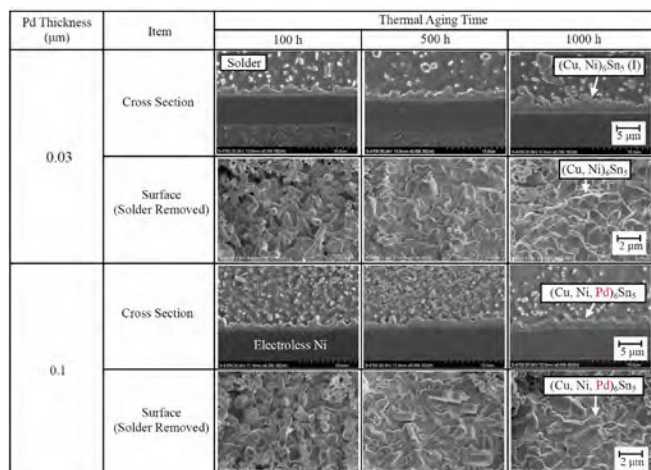 Pd Thickness
(μm)
Item
Thermal Aging Time
100 h
500 h
1000 h
0.03
Cross Section
Solder
(Cu, Ni)₆Sn₅ (I)
5 μm
Surface
(Solder Removed)
(Cu, Ni)₆Sn₅
2 μm
0.1
Cross Section
Electroless Ni
(Cu, Ni, Pd)₆Sn₅
5 μm
Surface
(Solder Removed)
(Cu, Ni, Pd)₆Sn₅
2 μm